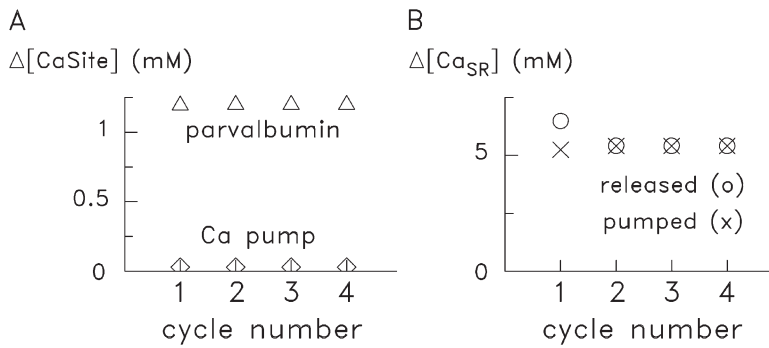 A
Δ[CaSite] (mM)
1
parvalbumin
0.5
Ca pump
0
1 2 3 4
cycle number
B
Δ[CaSR] (mM)
5
released (o)
pumped (x)
0
1 2 3 4
cycle number